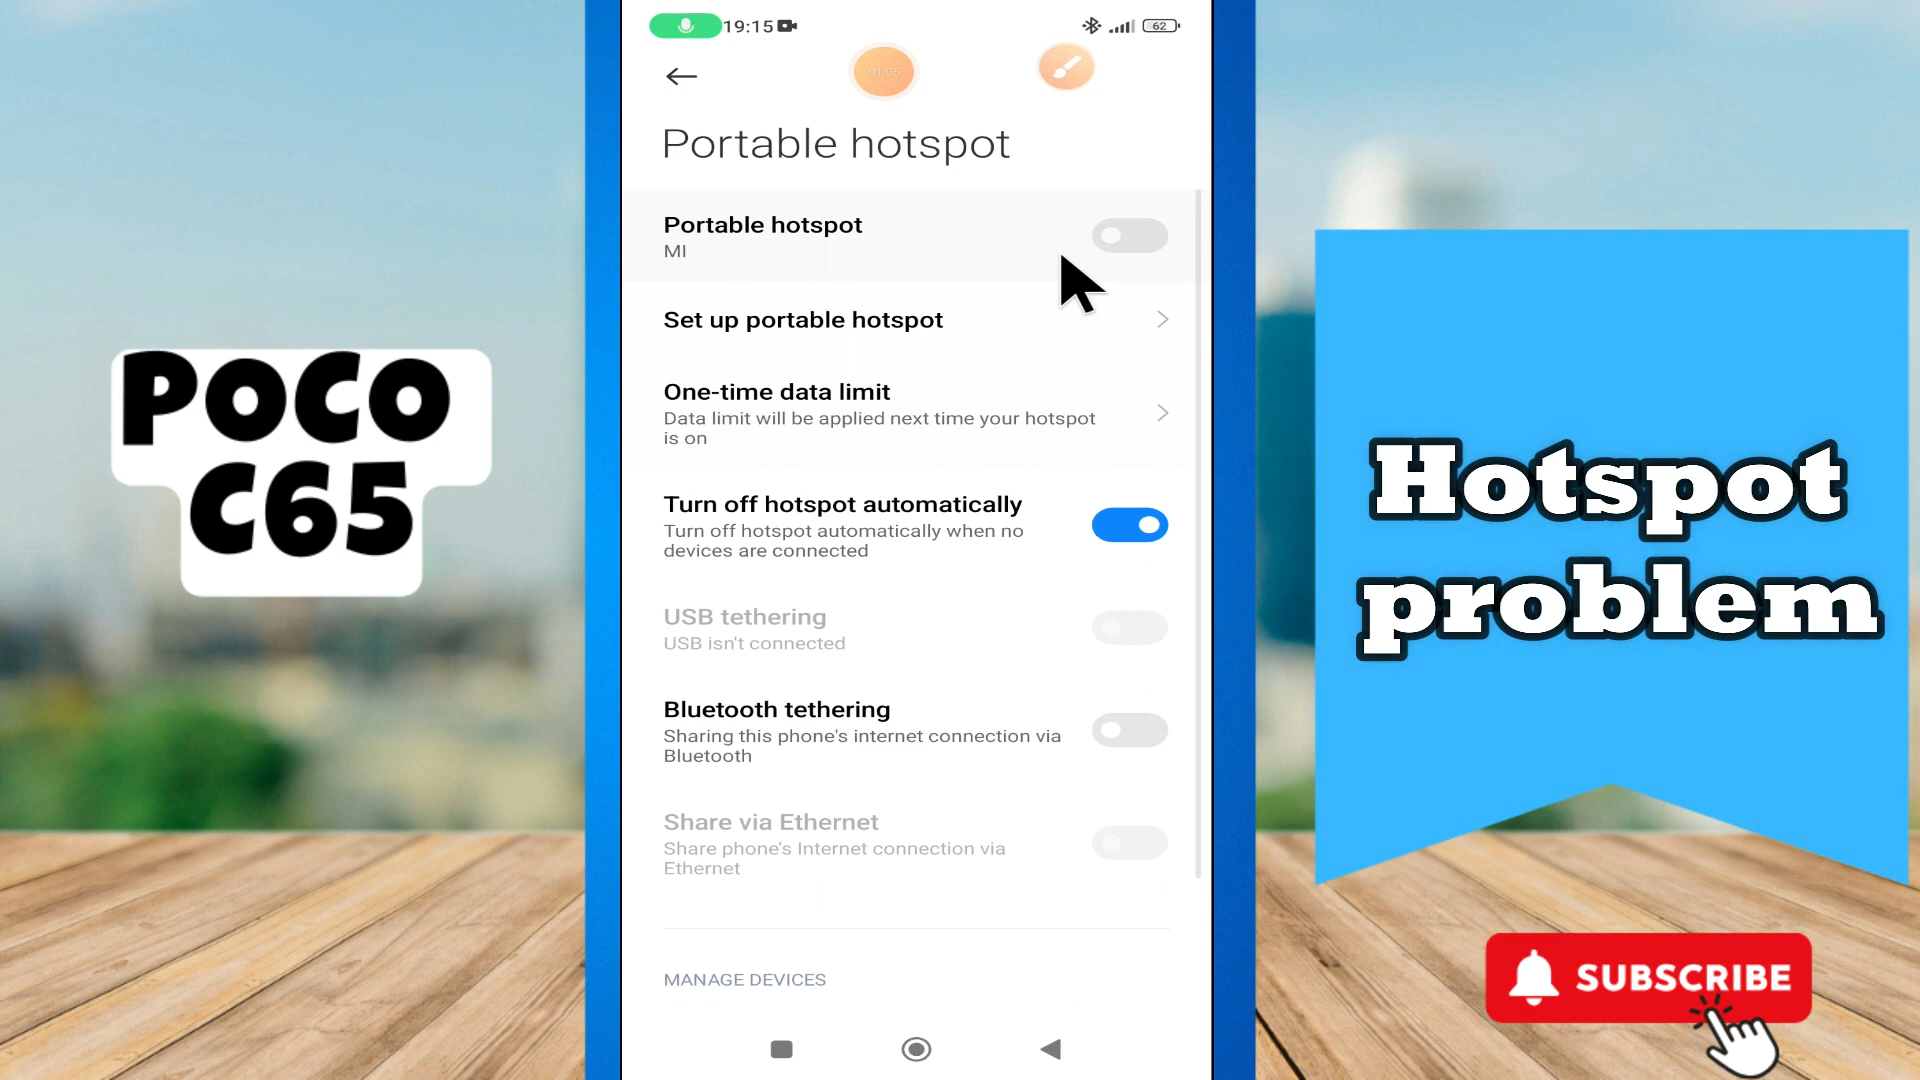 19:15
62
01:06
Portable hotspot
Portable hotspot
MI
Set up portable hotspot
One-time data limit
Data limit will be applied next time your hotspot
is on
Turn off hotspot automatically
Turn off hotspot automatically when no
devices are connected
USB tethering
USB isn't connected
Bluetooth tethering
Sharing this phone's internet connection via
Bluetooth
Share via Ethernet
Share phone's Internet connection via
Ethernet
MANAGE DEVICES
POCO
C65
Hotspot
problem
SUBSCRIBE